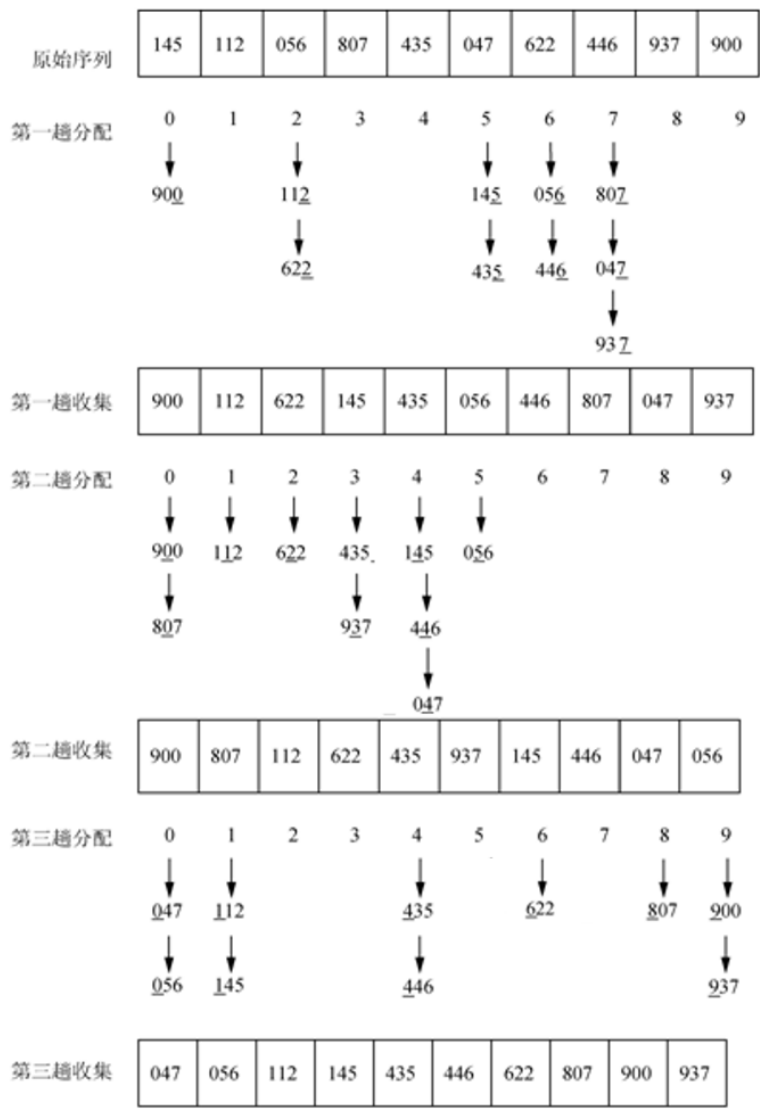 原始序列 145 112 056 807 435 047 622 446 937 900
第一趟分配 0 1 2 3 4 5 6 7 8 9
900 112 145 056 807
622 435 446 047
937
第一趟收集 900 112 622 145 435 056 446 807 047 937
第二趟分配 0 1 2 3 4 5 6 7 8 9
900 112 622 435 145 056
807 937 446
047
第二趟收集 900 807 112 622 435 937 145 446 047 056
第三趟分配 0 1 2 3 4 5 6 7 8 9
047 112 435 622 807 900
056 145 446 937
第三趟收集 047 056 112 145 435 446 622 807 900 937